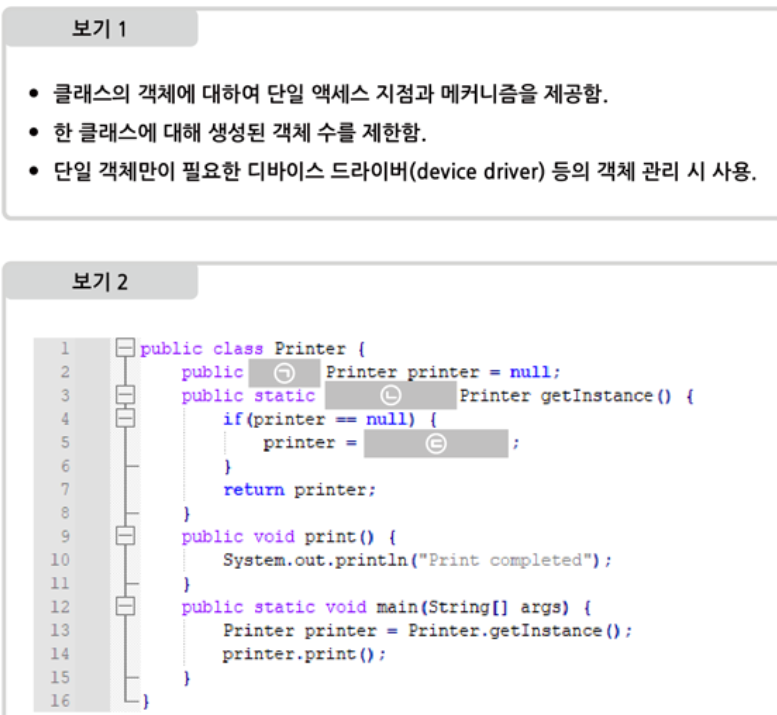 보기 1
• 클래스의 객체에 대하여 단일 액세스 지점과 메커니즘을 제공함.
• 한 클래스에 대해 생성된 객체 수를 제한함.
• 단일 객체만이 필요한 디바이스 드라이버(device driver) 등의 객체 관리 시 사용.
보기 2
1 public class Printer {
2 public ㉠ Printer printer = null;
3 public static ㉡ Printer getInstance() {
4 if(printer == null) {
5 printer = ㉢ ;
6 }
7 return printer;
8 }
9 public void print() {
10 System.out.println("Print completed");
11 }
12 public static void main(String[] args) {
13 Printer printer = Printer.getInstance();
14 printer.print();
15 }
16 }